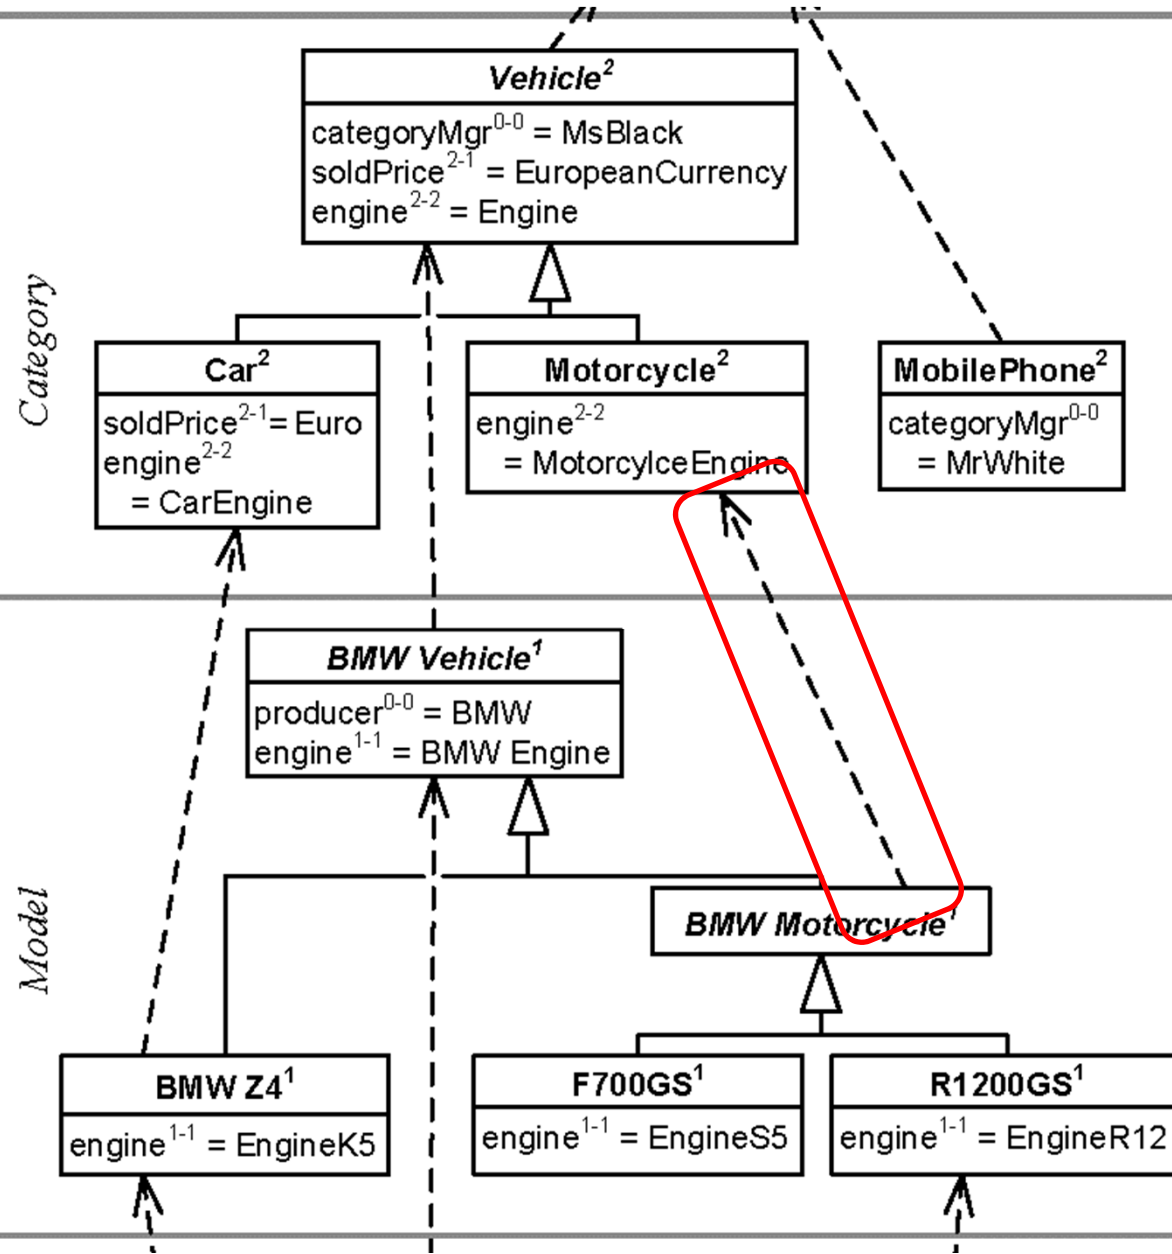 Category
Vehicle²
categoryMgr⁰⁻⁰ = MsBlack
soldPrice²⁻¹ = EuropeanCurrency
engine²⁻² = Engine
Car²
soldPrice²⁻¹= Euro
engine²⁻²
= CarEngine
Motorcycle²
engine²⁻²
= MotorcylceEngine
MobilePhone²
categoryMgr⁰⁻⁰
= MrWhite
Model
BMW Vehicle¹
producer⁰⁻⁰ = BMW
engine¹⁻¹ = BMW Engine
BMW Motorcycle¹
BMW Z4¹
engine¹⁻¹ = EngineK5
F700GS¹
engine¹⁻¹ = EngineS5
R1200GS¹
engine¹⁻¹ = EngineR12